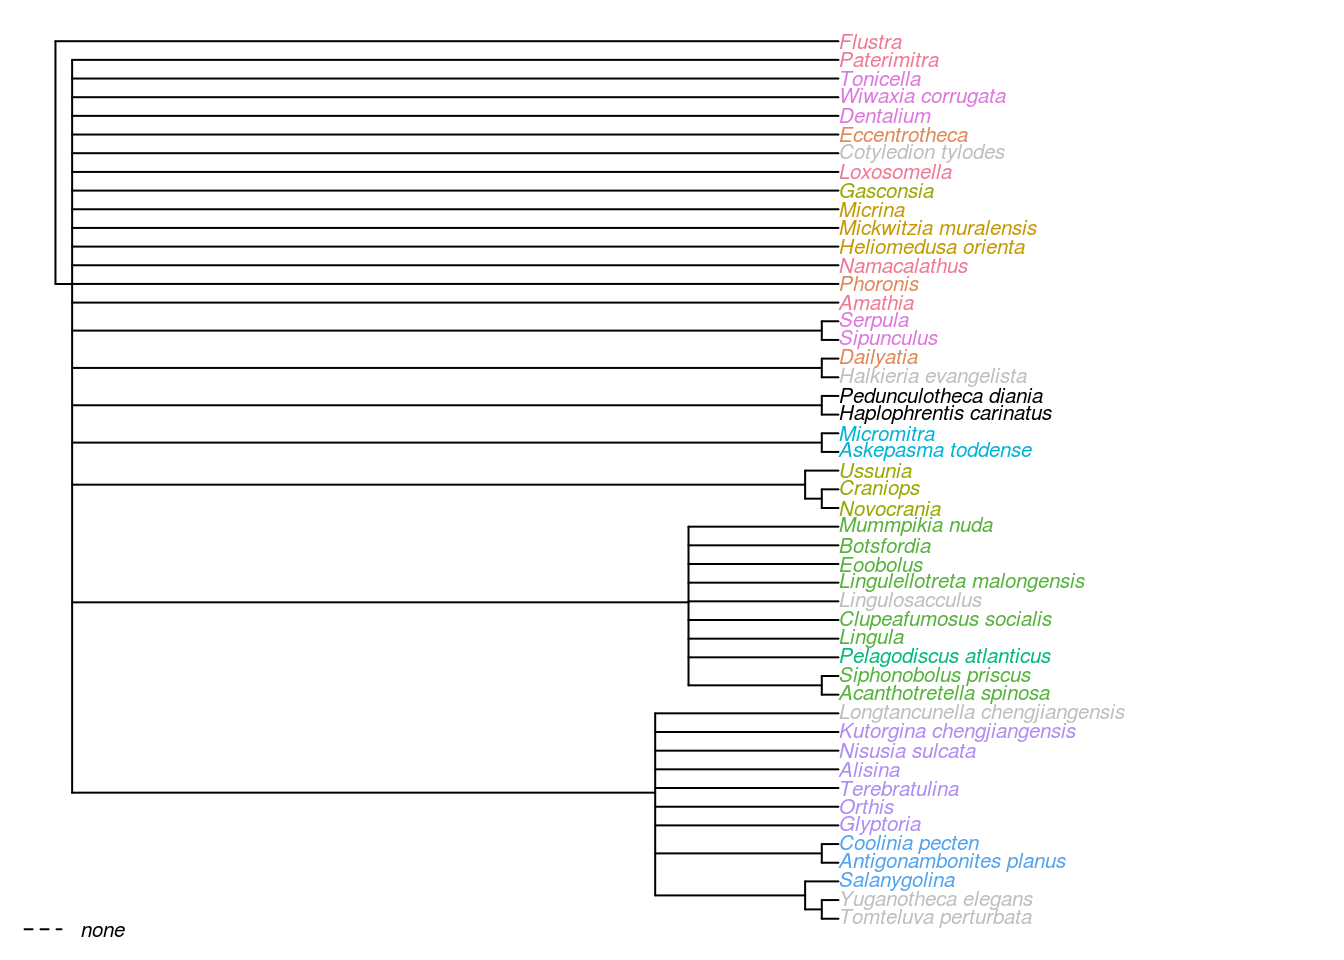 Flustra
Paterimitra
Tonicella
Wiwaxia corrugata
Dentalium
Eccentrotheca
Cotyledion tylodes
Loxosomella
Gasconsia
Micrina
Mickwitzia muralensis
Heliomedusa orienta
Namacalathus
Phoronis
Amathia
Serpula
Sipunculus
Dailyatia
Halkieria evangelista
Pedunculotheca diania
Haplophrentis carinatus
Micromitra
Askepasma toddense
Ussunia
Craniops
Novocrania
Mummpikia nuda
Botsfordia
Eoobolus
Lingulellotreta malongensis
Lingulosacculus
Clupeafumosus socialis
Lingula
Pelagodiscus atlanticus
Siphonobolus priscus
Acanthotretella spinosa
Longtancunella chengjiangensis
Kutorgina chengjiangensis
Nisusia sulcata
Alisina
Terebratulina
Orthis
Glyptoria
Coolinia pecten
Antigonambonites planus
Salanygolina
Yuganotheca elegans
Tomteluva perturbata
none